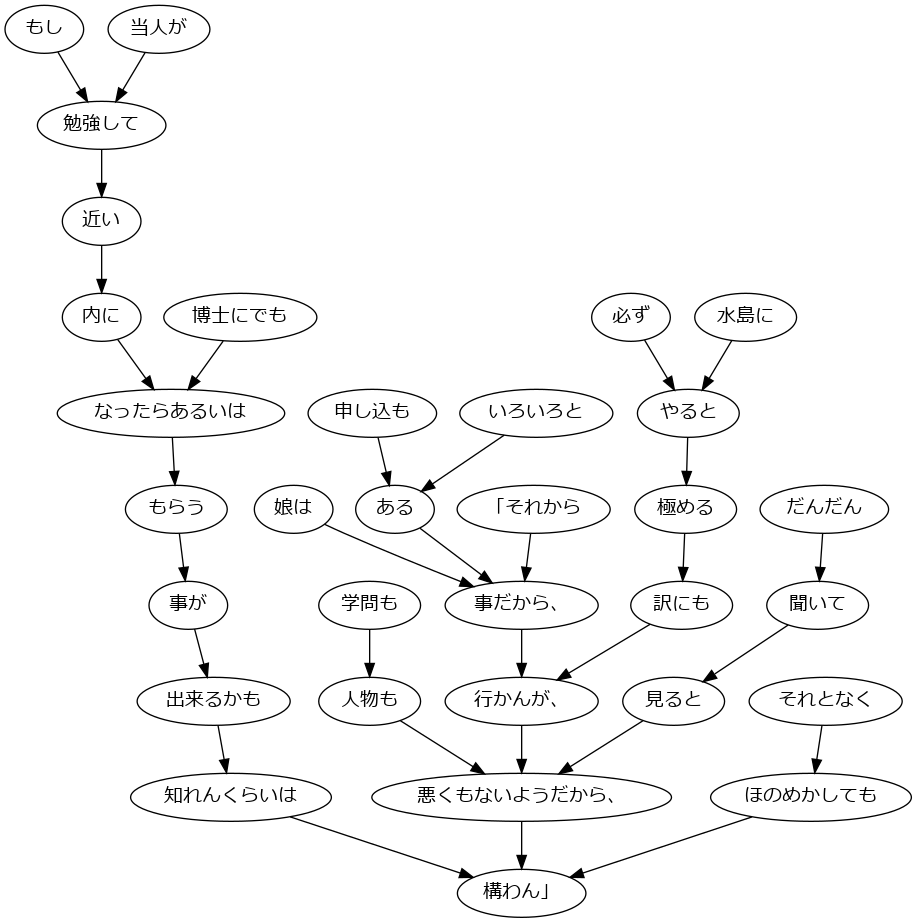 もし
当人が
勉強して
近い
内に
博士にでも
必ず
水島に
なったらあるいは
申し込も
いろいろと
やると
もらう
娘は
ある
「それから
極める
だんだん
事が
学問も
事だから、
訳にも
聞いて
出来るかも
人物も
行かんが、
見ると
それとなく
知れんくらいは
悪くもないようだから、
ほのめかしても
構わん」